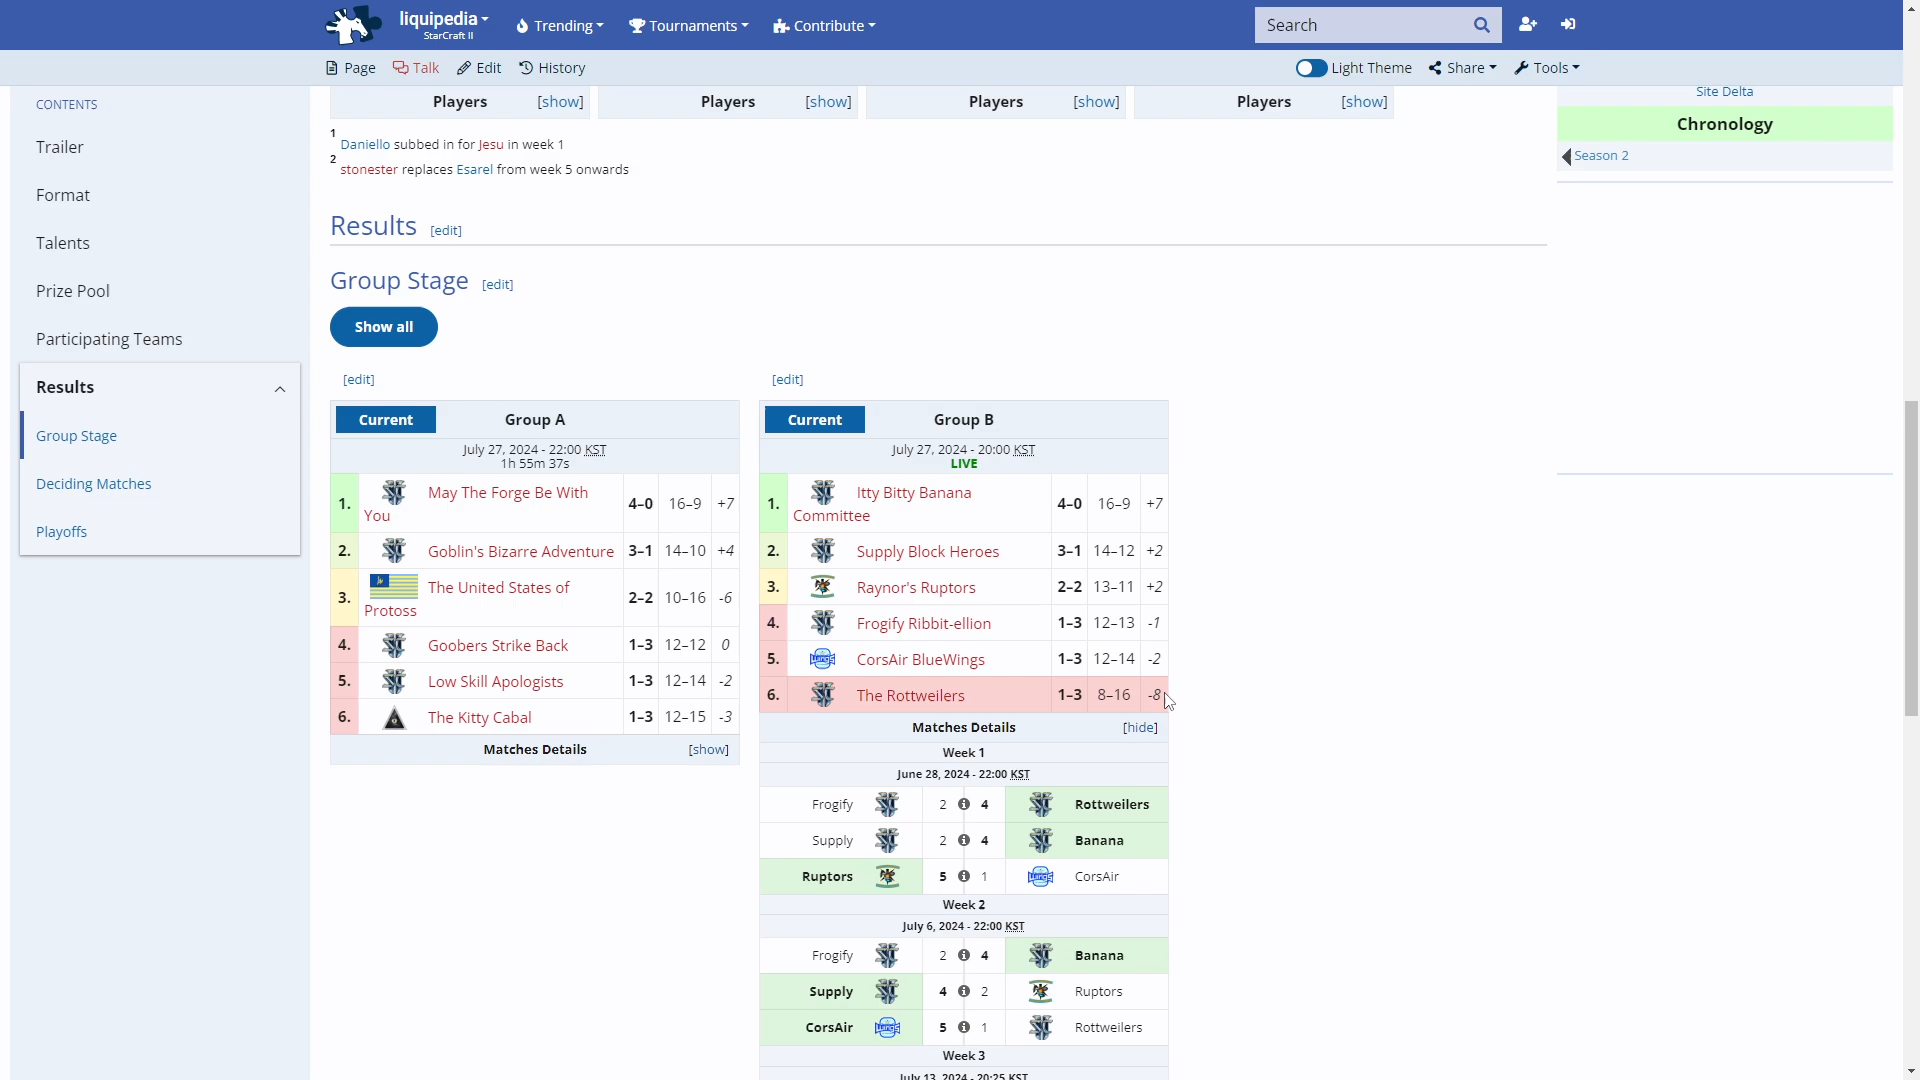 liquipedia
StarCraft II
Trending
Tournaments
Contribute
Search
Page
Talk
Edit
History
Light Theme
Share
Tools
CONTENTS
Trailer
Format
Talents
Prize Pool
Participating Teams
Results
Group Stage
Deciding Matches
Playoffs
Players [show] Players [show] Players [show] Players [show]
1 Daniello subbed in for Jesu in week 1
2 stonester replaces Esarel from week 5 onwards
Results [edit]
Group Stage [edit]
Show all
[edit]
Current Group A
July 27, 2024 - 22:00 KST
1h 55m 37s
1. May The Forge Be With You 4–0 16–9 +7
2. Goblin's Bizarre Adventure 3–1 14–10 +4
3. The United States of Protoss 2–2 10–16 -6
4. Goobers Strike Back 1–3 12–12 0
5. Low Skill Apologists 1–3 12–14 -2
6. The Kitty Cabal 1–3 12–15 -3
Matches Details [show]
[edit]
Current Group B
July 27, 2024 - 20:00 KST
LIVE
1. Itty Bitty Banana Committee 4–0 16–9 +7
2. Supply Block Heroes 3–1 14–12 +2
3. Raynor's Ruptors 2–2 13–11 +2
4. Frogify Ribbit-ellion 1–3 12–13 -1
5. CorsAir BlueWings 1–3 12–14 -2
6. The Rottweilers 1–3 8–16 -8
Matches Details [hide]
Week 1
June 28, 2024 - 22:00 KST
Frogify 2 4 Rottweilers
Supply 2 4 Banana
Ruptors 5 1 CorsAir
Week 2
July 6, 2024 - 22:00 KST
Frogify 2 4 Banana
Supply 4 2 Ruptors
CorsAir 5 1 Rottweilers
Week 3
July 13, 2024 - 20:25 KST
Site Delta
Chronology
Season 2